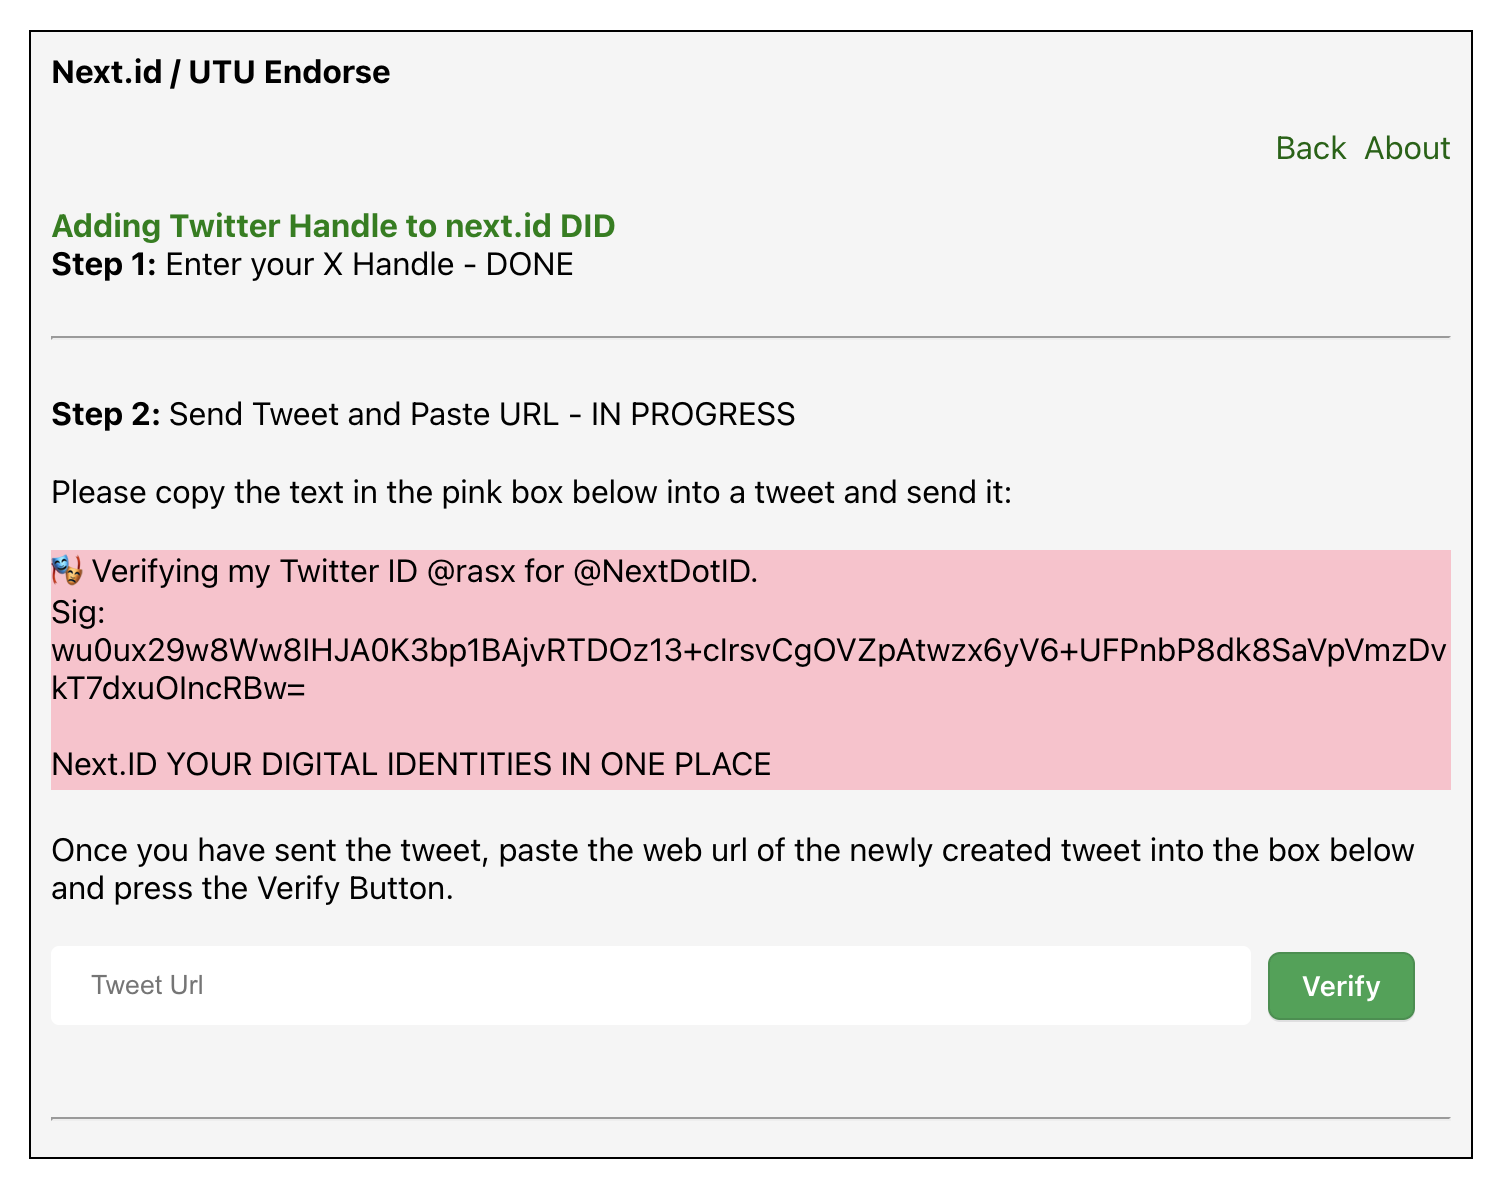 Next.id / UTU Endorse
Back About
Adding Twitter Handle to next.id DID
Step 1: Enter your X Handle - DONE
Step 2: Send Tweet and Paste URL - IN PROGRESS
Please copy the text in the pink box below into a tweet and send it:
🎭 Verifying my Twitter ID @rasx for @NextDotID.
Sig:
wu0ux29w8Ww8IHJA0K3bp1BAjvRTDOz13+cIrsvCgOVZpAtwzx6yV6+UFPnbP8dk8SaVpVmzDv
kT7dxuOIncRBw=
Next.ID YOUR DIGITAL IDENTITIES IN ONE PLACE
Once you have sent the tweet, paste the web url of the newly created tweet into the box below
and press the Verify Button.
Tweet Url
Verify